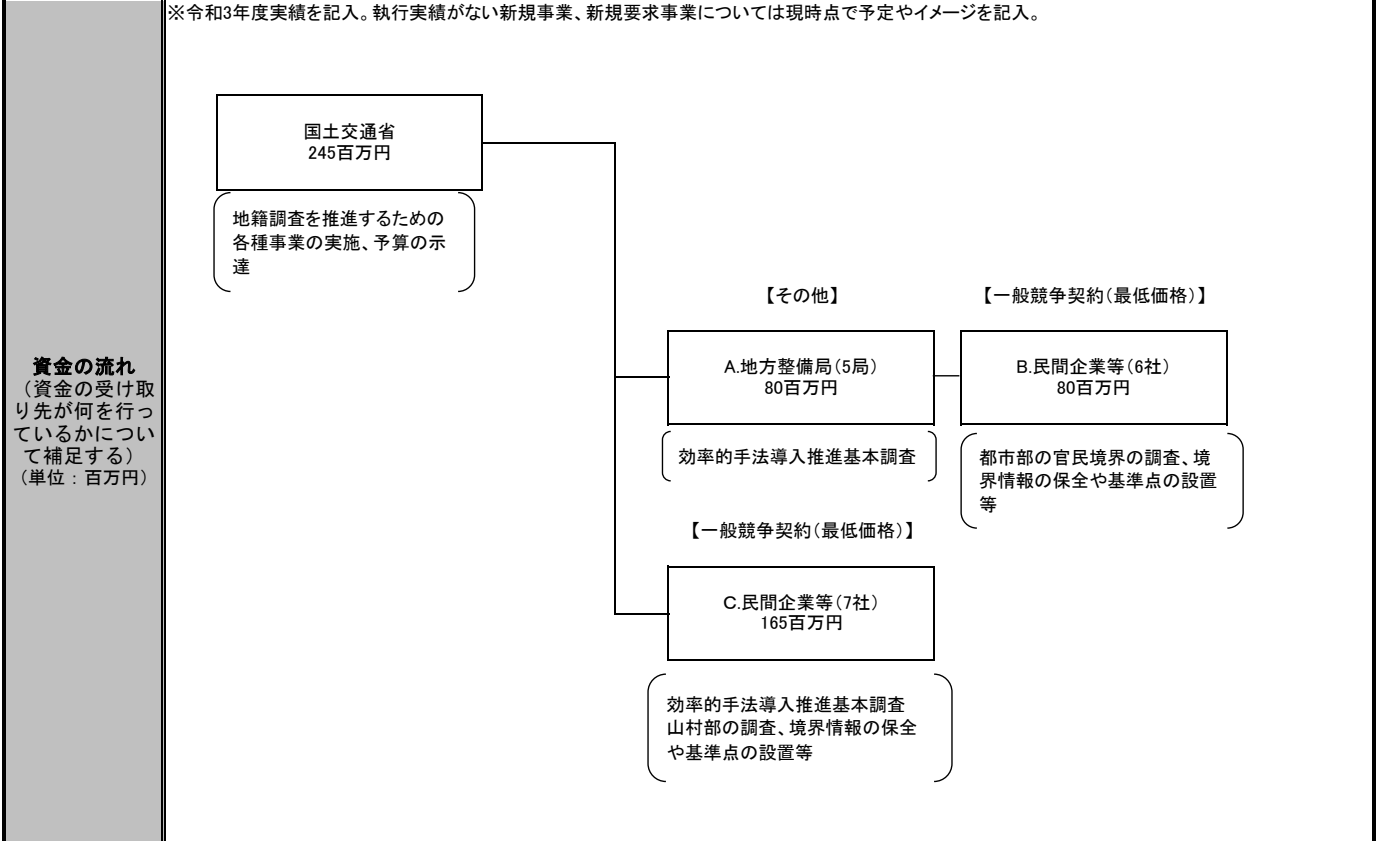 ※令和3年度実績を記入。執行実績がない新規事業、新規要求事業については現時点で予定やイメージを記入。
国土交通省
245百万円
地籍調査を推進するための
各種事業の実施、予算の示
達
【その他】
【一般競争契約(最低価格)】
資金の流れ
(資金の受け取
り先が何を行っ
ているかについ
て補足する)
(単位：百万円)
A.地方整備局(5局)
80百万円
B.民間企業等(6社)
80百万円
効率的手法導入推進基本調査
都市部の官民境界の調査、境
界情報の保全や基準点の設置
等
【一般競争契約(最低価格)】
C.民間企業等(7社)
165百万円
効率的手法導入推進基本調査
山村部の調査、境界情報の保全
や基準点の設置等